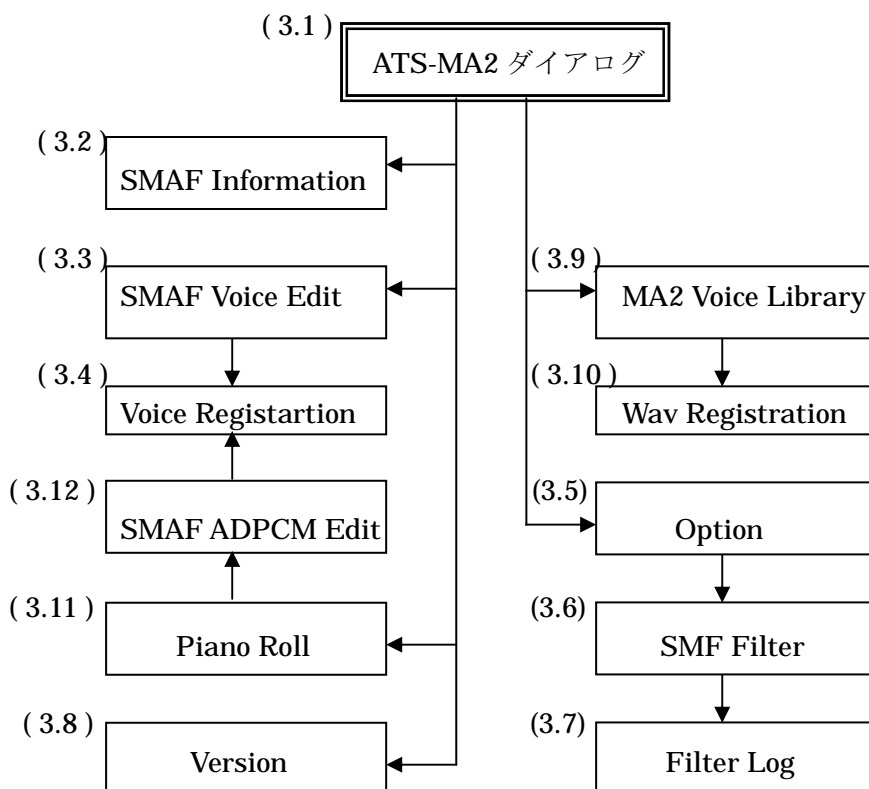 ( 3.1 )
ATS-MA2 ダイアログ
( 3.2 )
SMAF Information
( 3.3 )
SMAF Voice Edit
( 3.4 )
Voice Registartion
( 3.12 )
SMAF ADPCM Edit
( 3.11 )
Piano Roll
( 3.8 )
Version
( 3.9 )
MA2 Voice Library
( 3.10 )
Wav Registration
(3.5)
Option
(3.6)
SMF Filter
(3.7)
Filter Log